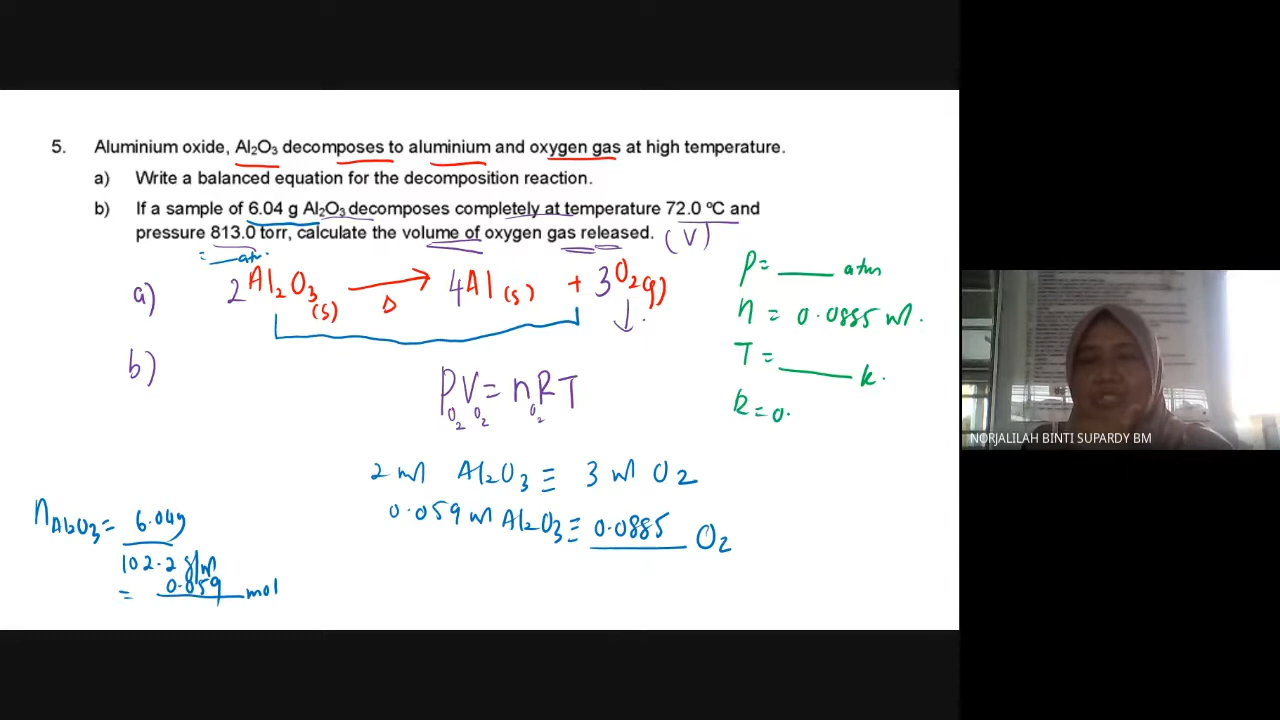 5. Aluminium oxide, Al₂O₃ decomposes to aluminium and oxygen gas at high temperature.
a) Write a balanced equation for the decomposition reaction.
b) If a sample of 6.04 g Al₂O₃ decomposes completely at temperature 72.0 ºC and
pressure 813.0 torr, calculate the volume of oxygen gas released. (V)
= ___ atm.
a) 2Al₂O₃(s) →Δ 4Al(s) + 3O₂(g)
↓
b)
PO₂VO₂ = nO₂RT
P = ____ atm
n = 0.0885 mol.
T = ____ k.
R = 0.
2 mol Al₂O₃ ≡ 3 mol O₂
0.059 mol Al₂O₃ ≡ 0.0885 O₂
nAl₂O₃ = 6.04g
102.2 g/mol
= 0.059 mol
NORJALILAH BINTI SUPARDY BM